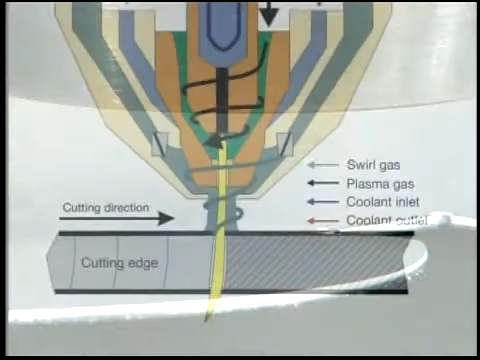 Swirl gas
Plasma gas
Coolant inlet
Coolant outlet
Cutting direction
Cutting edge